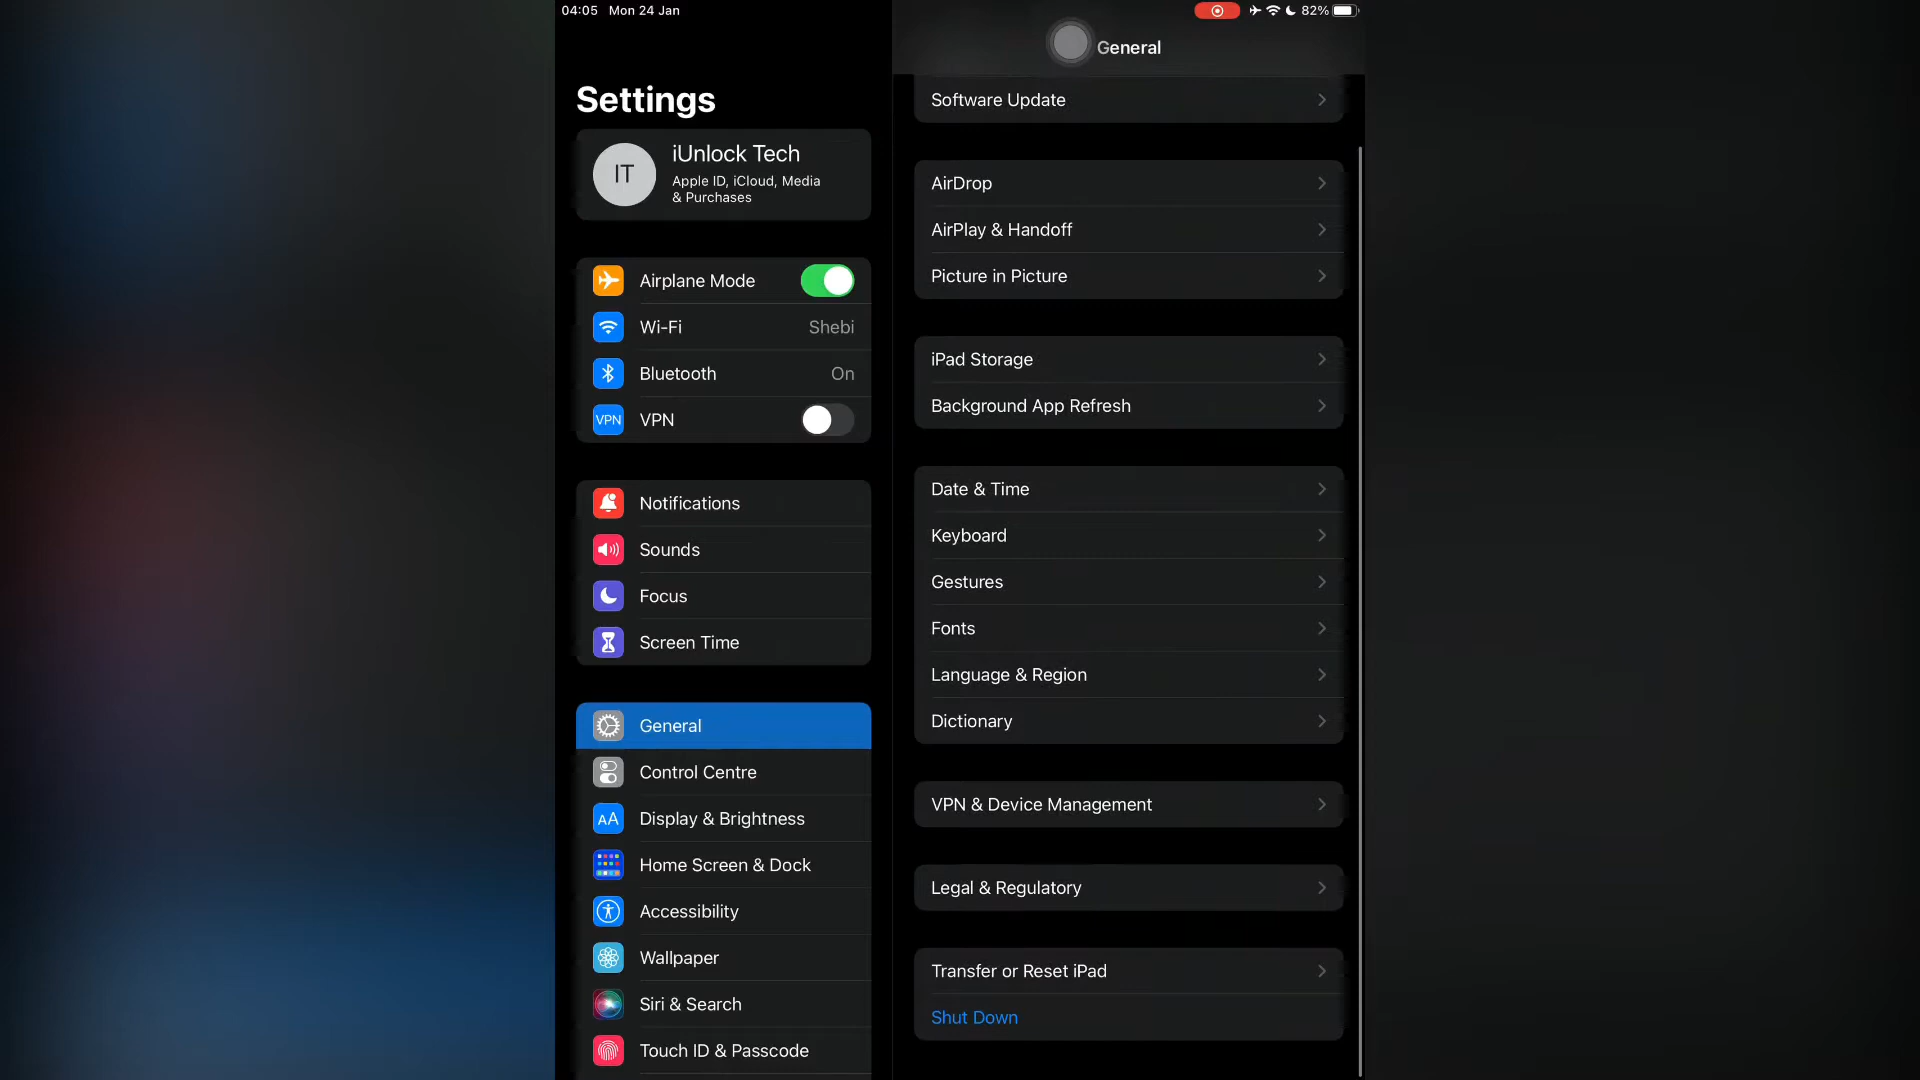 04:05 Mon 24 Jan
82%
Settings
IT
iUnlock Tech
Apple ID, iCloud, Media
& Purchases
Airplane Mode
Wi-Fi Shebi
Bluetooth On
VPN VPN
Notifications
Sounds
Focus
Screen Time
General
Control Centre
AA Display & Brightness
Home Screen & Dock
Accessibility
Wallpaper
Siri & Search
Touch ID & Passcode
General
Software Update
AirDrop
AirPlay & Handoff
Picture in Picture
iPad Storage
Background App Refresh
Date & Time
Keyboard
Gestures
Fonts
Language & Region
Dictionary
VPN & Device Management
Legal & Regulatory
Transfer or Reset iPad
Shut Down